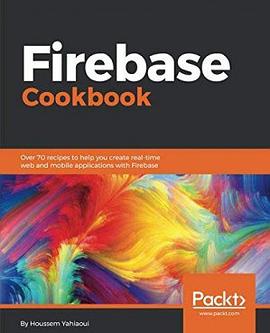 Firebase
Cookbook
Over 70 recipes to help you create real-time
web and mobile applications with Firebase
Packt>
www.packt.com
By Houssem Yahiaoui